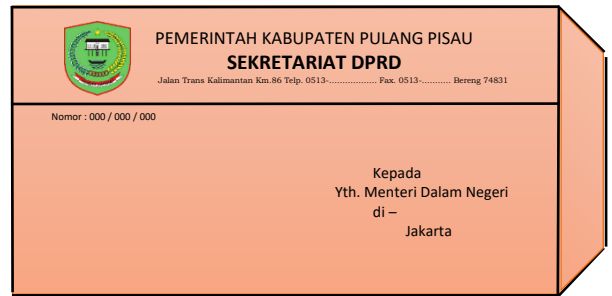 PEMERINTAH KABUPATEN PULANG PISAU
SEKRETARIAT DPRD
Jalan Trans Kalimantan Km.86 Telp. 0513-.................. Fax. 0513-........... Bereng 74831
Nomor : 000 / 000 / 000
Kepada
Yth. Menteri Dalam Negeri
di –
Jakarta